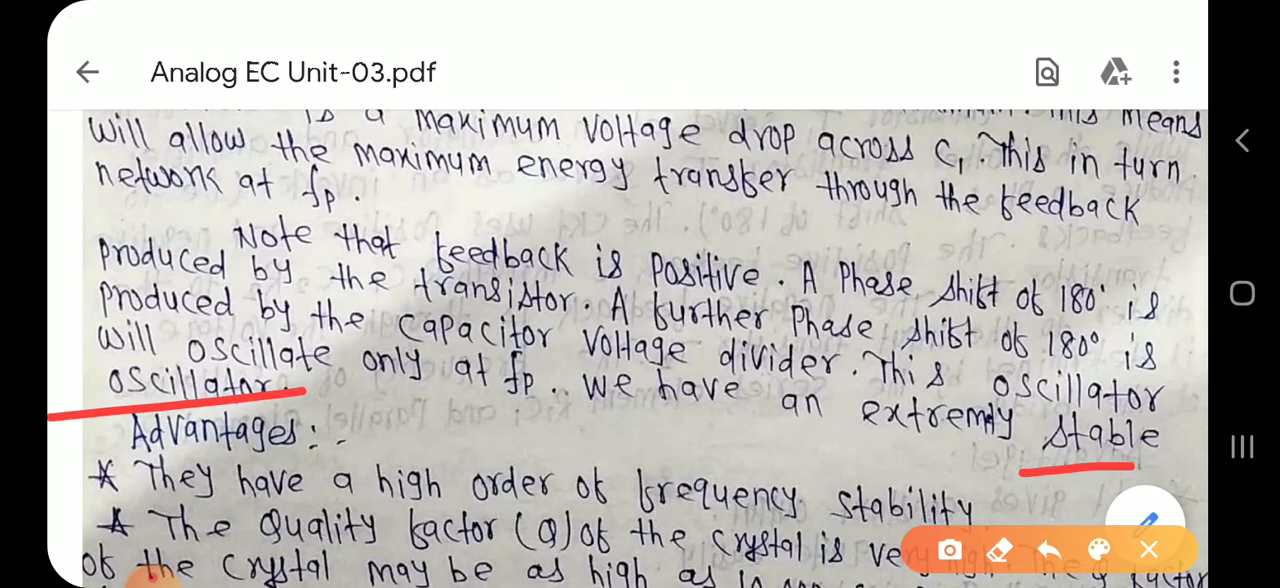 Analog EC Unit-03.pdf
is a maximum voltage drop across C1, This means
will allow the maximum energy transfer through the feedback
network at fp.
Note that feedback is positive. A Phase shift of 180° is
produced by the transistor. A further phase shift of 180° is
produced by the capacitor voltage divider. This oscillator
will oscillate only at fp. We have an extremly stable
oscillator.
Advantages:-
* They have a high order of frequency stability
* The Quality factor (Q) of the crystal is very high. The Q factor
of the crystal may be as high as